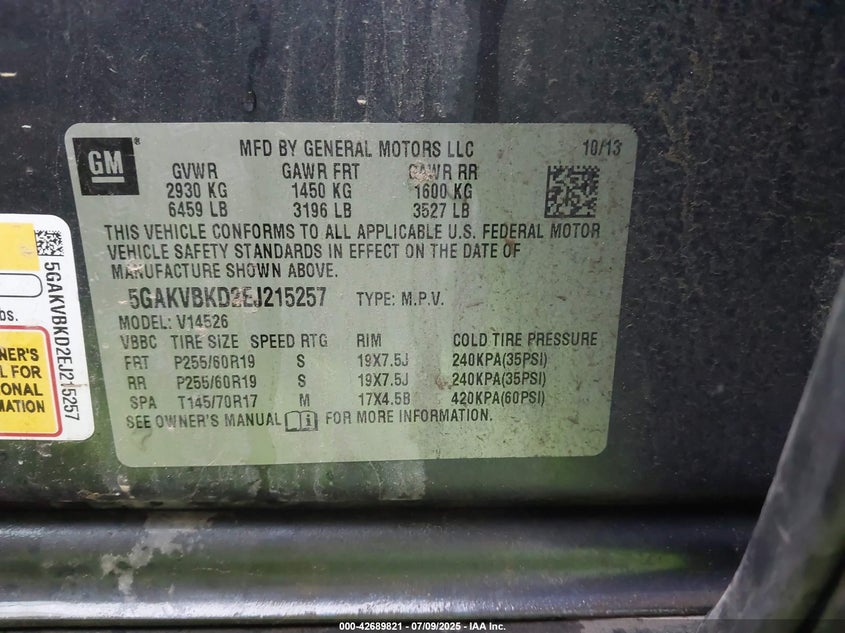 GM
MFD BY GENERAL MOTORS LLC 10/13
GVWR GAWR FRT GAWR RR
2930 KG 1450 KG 1600 KG
6459 LB 3196 LB 3527 LB
THIS VEHICLE CONFORMS TO ALL APPLICABLE U.S. FEDERAL MOTOR
VEHICLE SAFETY STANDARDS IN EFFECT ON THE DATE OF
MANUFACTURE SHOWN ABOVE.
5GAKVBKD2EJ215257 TYPE: M.P.V.
MODEL: V14526
VBBC TIRE SIZE SPEED RTG RIM COLD TIRE PRESSURE
FRT P255/60R19 S 19X7.5J 240KPA(35PSI)
RR P255/60R19 S 19X7.5J 240KPA(35PSI)
SPA T145/70R17 M 17X4.5B 420KPA(60PSI)
SEE OWNER'S MANUAL i FOR MORE INFORMATION.
5GAKVBKD2EJ215257
bs.
NER'S
L FOR
IONAL
MATION
000-42689821 - 07/09/2025 - IAA Inc.